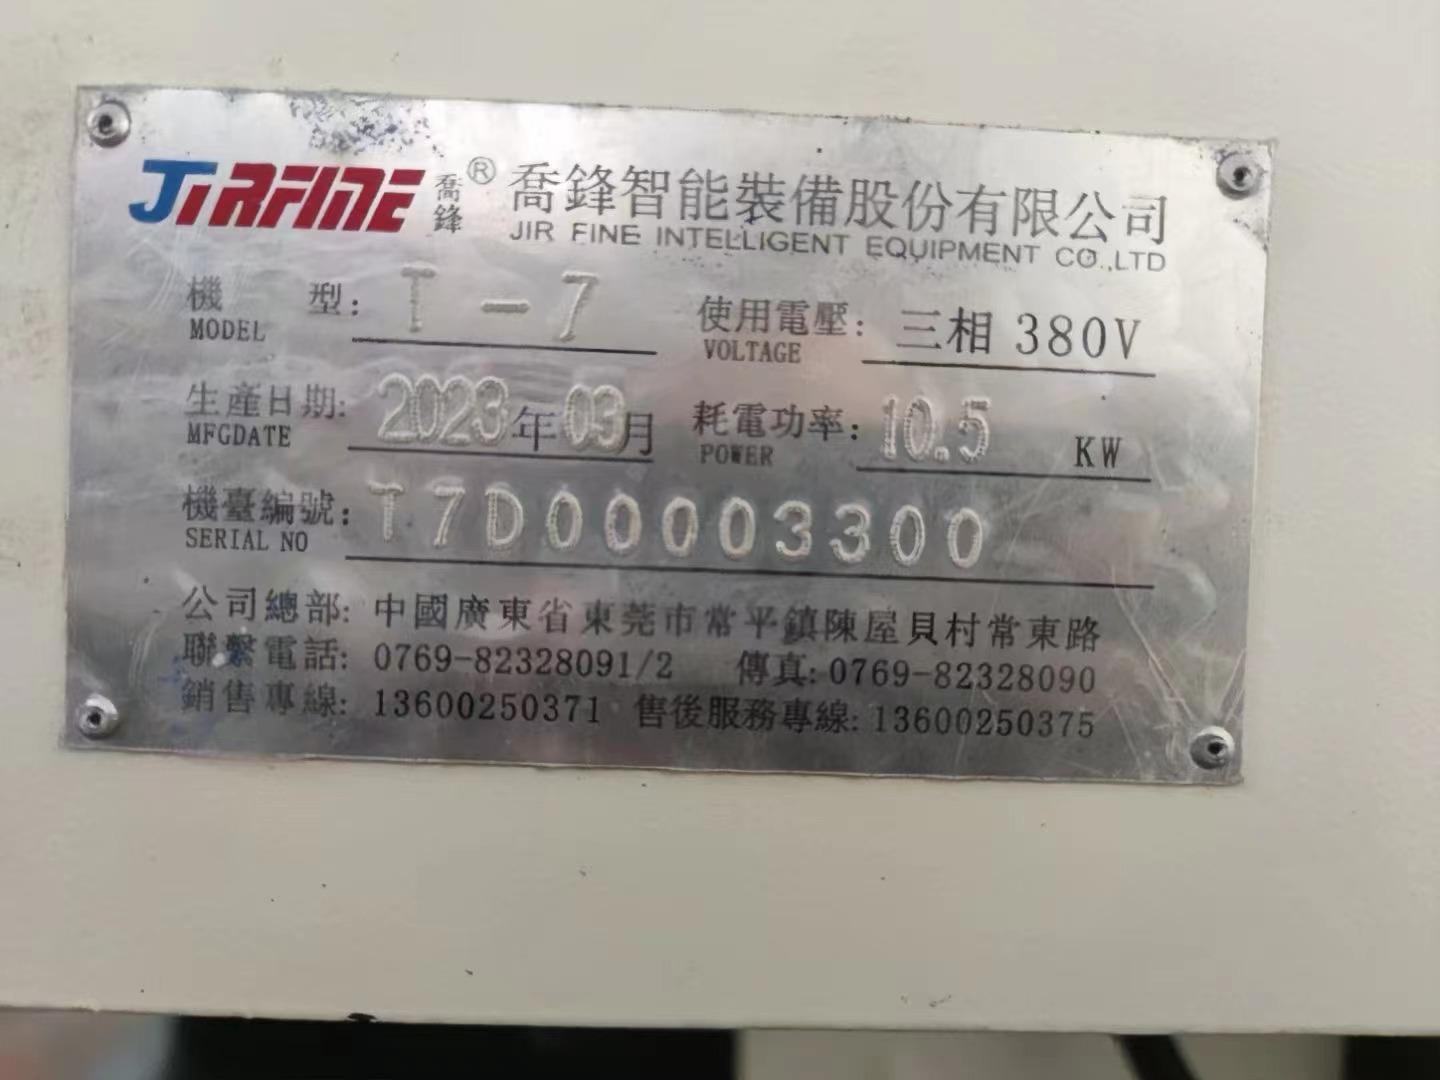 JIRFINE 喬鋒 ® 喬鋒智能裝備股份有限公司
JIR FINE INTELLIGENT EQUIPMENT CO.,LTD
機 型: T-7 使用電壓: 三相 380V
MODEL VOLTAGE
生產日期: 2023年03月 耗電功率: 10.5 KW
MFGDATE POWER
機臺編號: T7D00003300
SERIAL NO
公司總部: 中國廣東省東莞市常平鎮陳屋貝村常東路
聯繫電話: 0769-82328091/2 傳真: 0769-82328090
銷售專線: 13600250371 售後服務專線: 13600250375